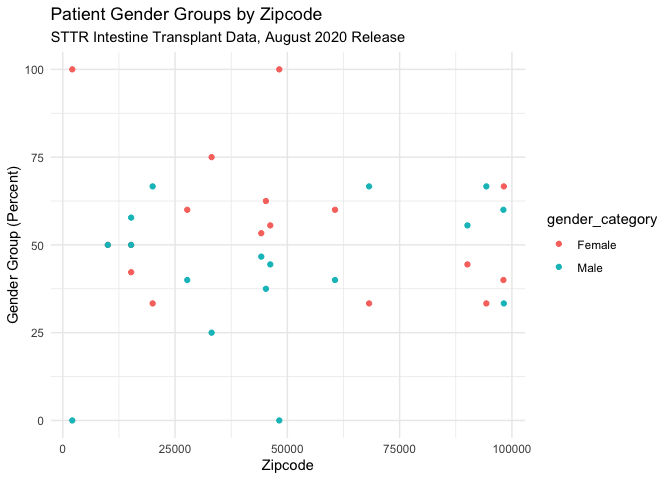 Patient Gender Groups by Zipcode
STTR Intestine Transplant Data, August 2020 Release
100
75
50
25
0
Gender Group (Percent)
0 25000 50000 75000 100000
Zipcode
gender_category
Female
Male